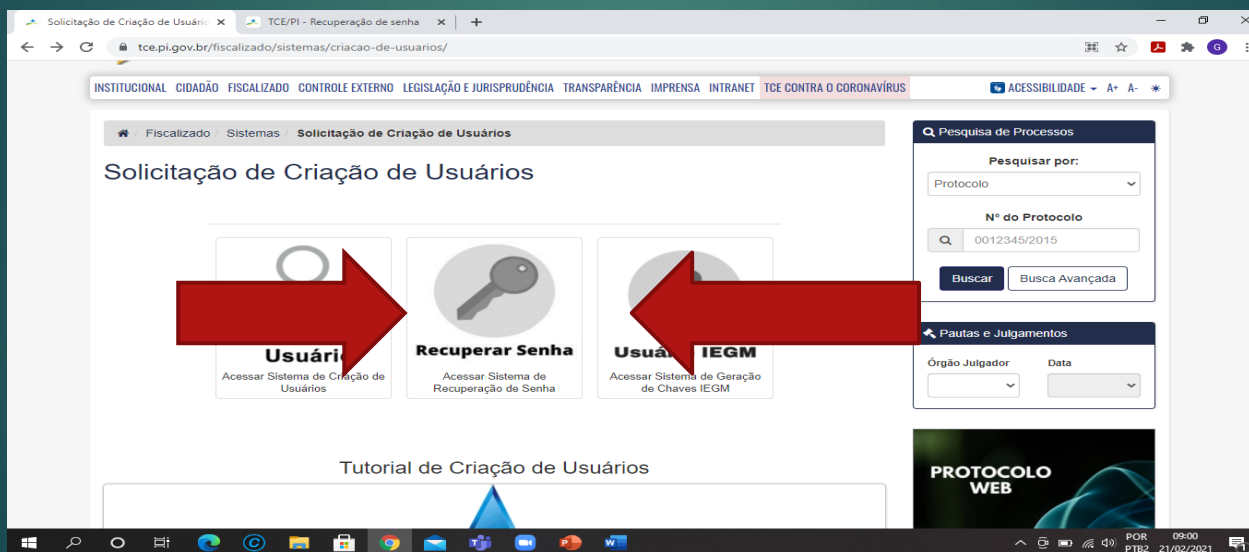 Solicitação de Criação de Usuário
TCE/PI - Recuperação de senha
tce.pi.gov.br/fiscalizado/sistemas/criacao-de-usuarios/
G
INSTITUCIONAL CIDADÃO FISCALIZADO CONTROLE EXTERNO LEGISLAÇÃO E JURISPRUDÊNCIA TRANSPARÊNCIA IMPRENSA INTRANET TCE CONTRA O CORONAVÍRUS ACESSIBILIDADE A+ A-
/ Fiscalizado / Sistemas / Solicitação de Criação de Usuários
Solicitação de Criação de Usuários
Recuperar Senha
IEGM
Acessar Sistema de Criação de
Usuários
Acessar Sistema de
Recuperação de Senha
Acessar Sistema de Geração
de Chaves IEGM
Tutorial de Criação de Usuários
Pesquisa de Processos
Pesquisar por:
Protocolo
Nº do Protocolo
0012345/2015
Buscar
Busca Avançada
Pautas e Julgamentos
Órgão Julgador Data
PROTOCOLO
WEB
POR 09:00
PTB2 21/02/2021